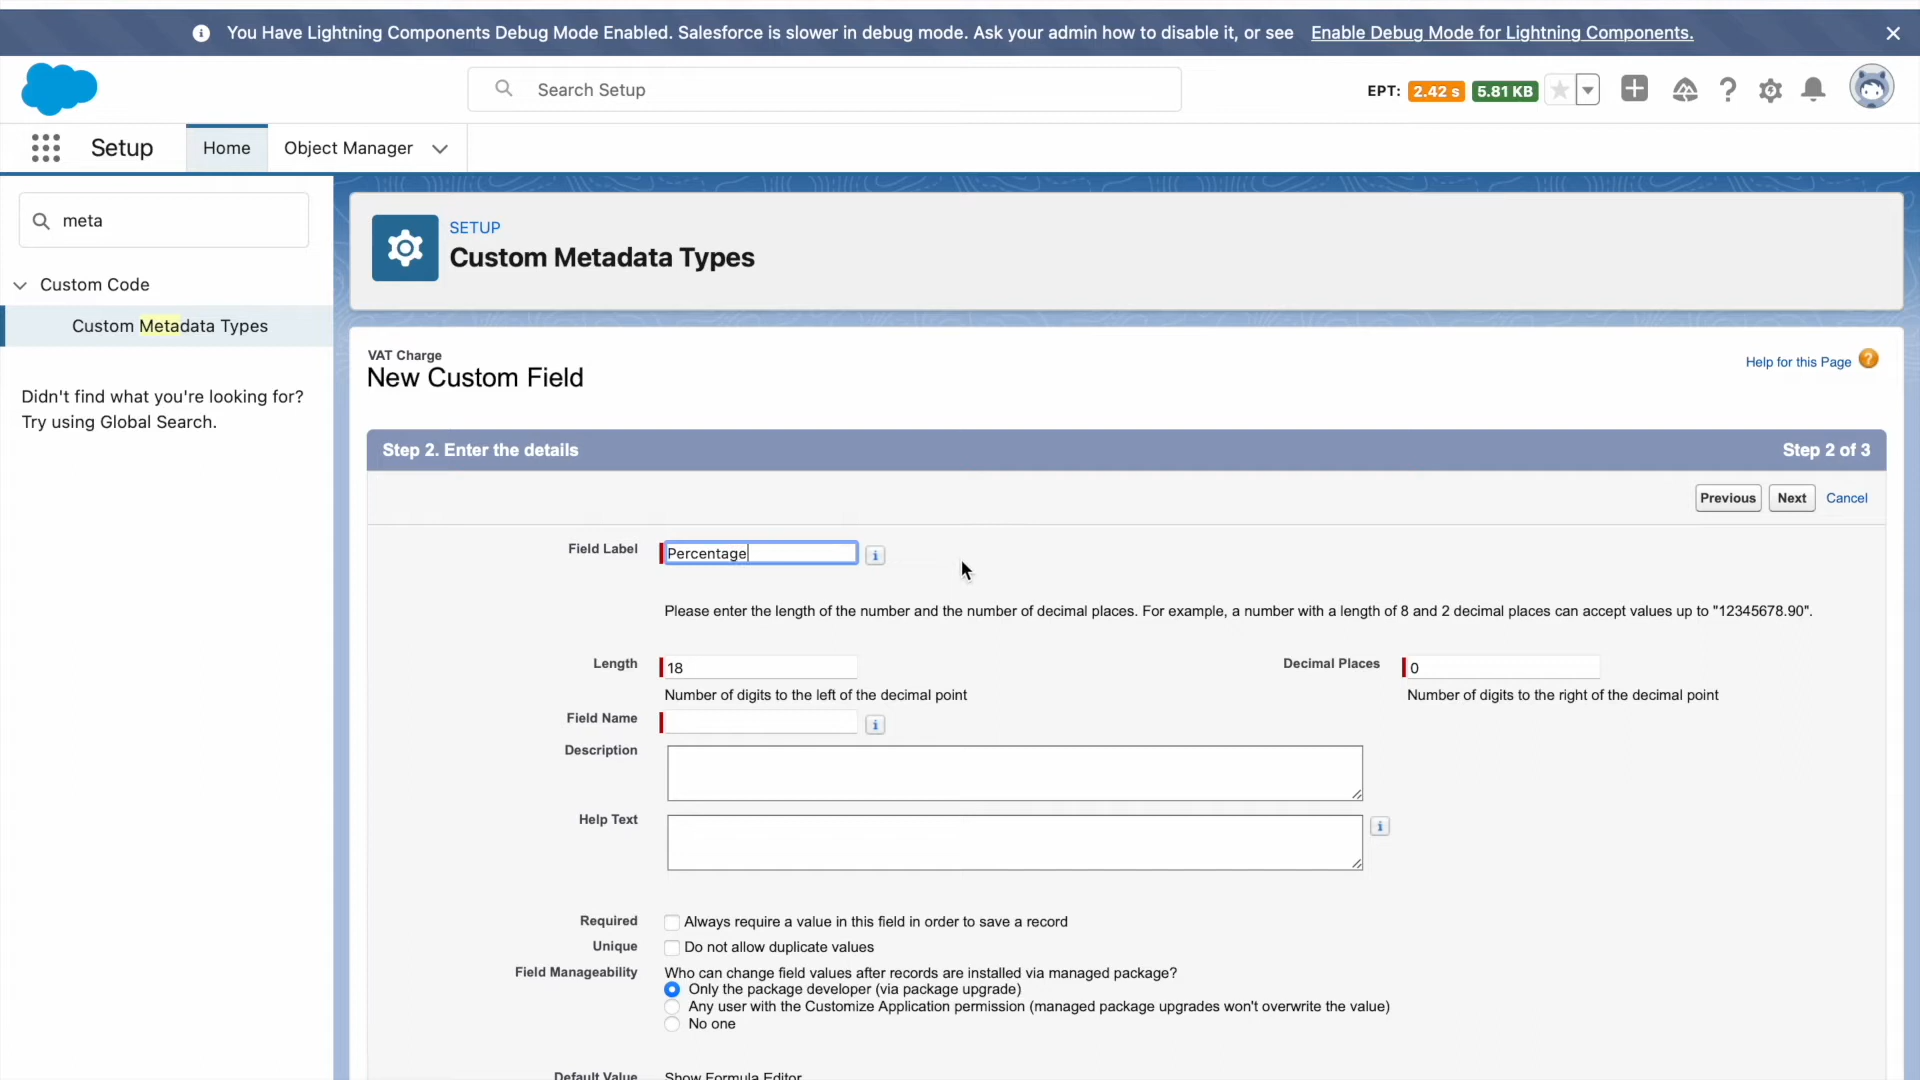 You Have Lightning Components Debug Mode Enabled. Salesforce is slower in debug mode. Ask your admin how to disable it, or see Enable Debug Mode for Lightning Components.
Search Setup
EPT: 2.42 s 5.81 KB
Setup Home Object Manager
meta
Custom Code
Custom Metadata Types
Didn't find what you're looking for?
Try using Global Search.
SETUP
Custom Metadata Types
VAT Charge
New Custom Field
Help for this Page
Step 2. Enter the details Step 2 of 3
Previous Next Cancel
Field Label Percentage
Please enter the length of the number and the number of decimal places. For example, a number with a length of 8 and 2 decimal places can accept values up to "12345678.90".
Length 18 Decimal Places 0
Number of digits to the left of the decimal point Number of digits to the right of the decimal point
Field Name
Description
Help Text
Required Always require a value in this field in order to save a record
Unique Do not allow duplicate values
Field Manageability Who can change field values after records are installed via managed package?
Only the package developer (via package upgrade)
Any user with the Customize Application permission (managed package upgrades won't overwrite the value)
No one
Default Value Show Formula Editor